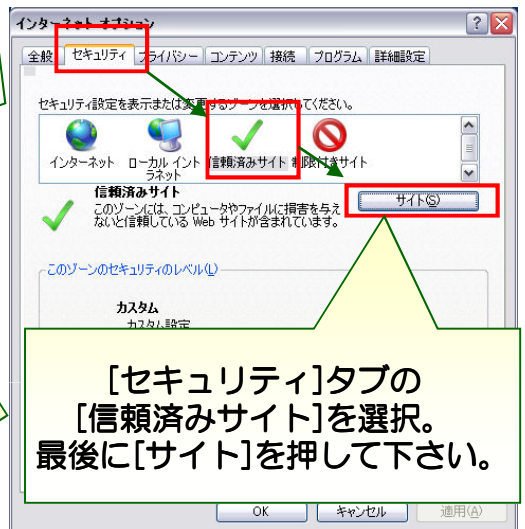 インターネット オプション
全般
セキュリティ
プライバシー
コンテンツ
接続
プログラム
詳細設定
セキュリティ設定を表示または変更するゾーンを選択してください。
インターネット
ローカル イント
ラネット
信頼済みサイト
制限付きサイト
信頼済みサイト
このゾーンには、コンピュータやファイルに損害を与え
ないと信頼している Web サイトが含まれています。
サイト(S)
このゾーンのセキュリティのレベル(L)
カスタム
カスタム設定
[セキュリティ]タブの
[信頼済みサイト]を選択。
最後に[サイト]を押して下さい。
OK
キャンセル
適用(A)